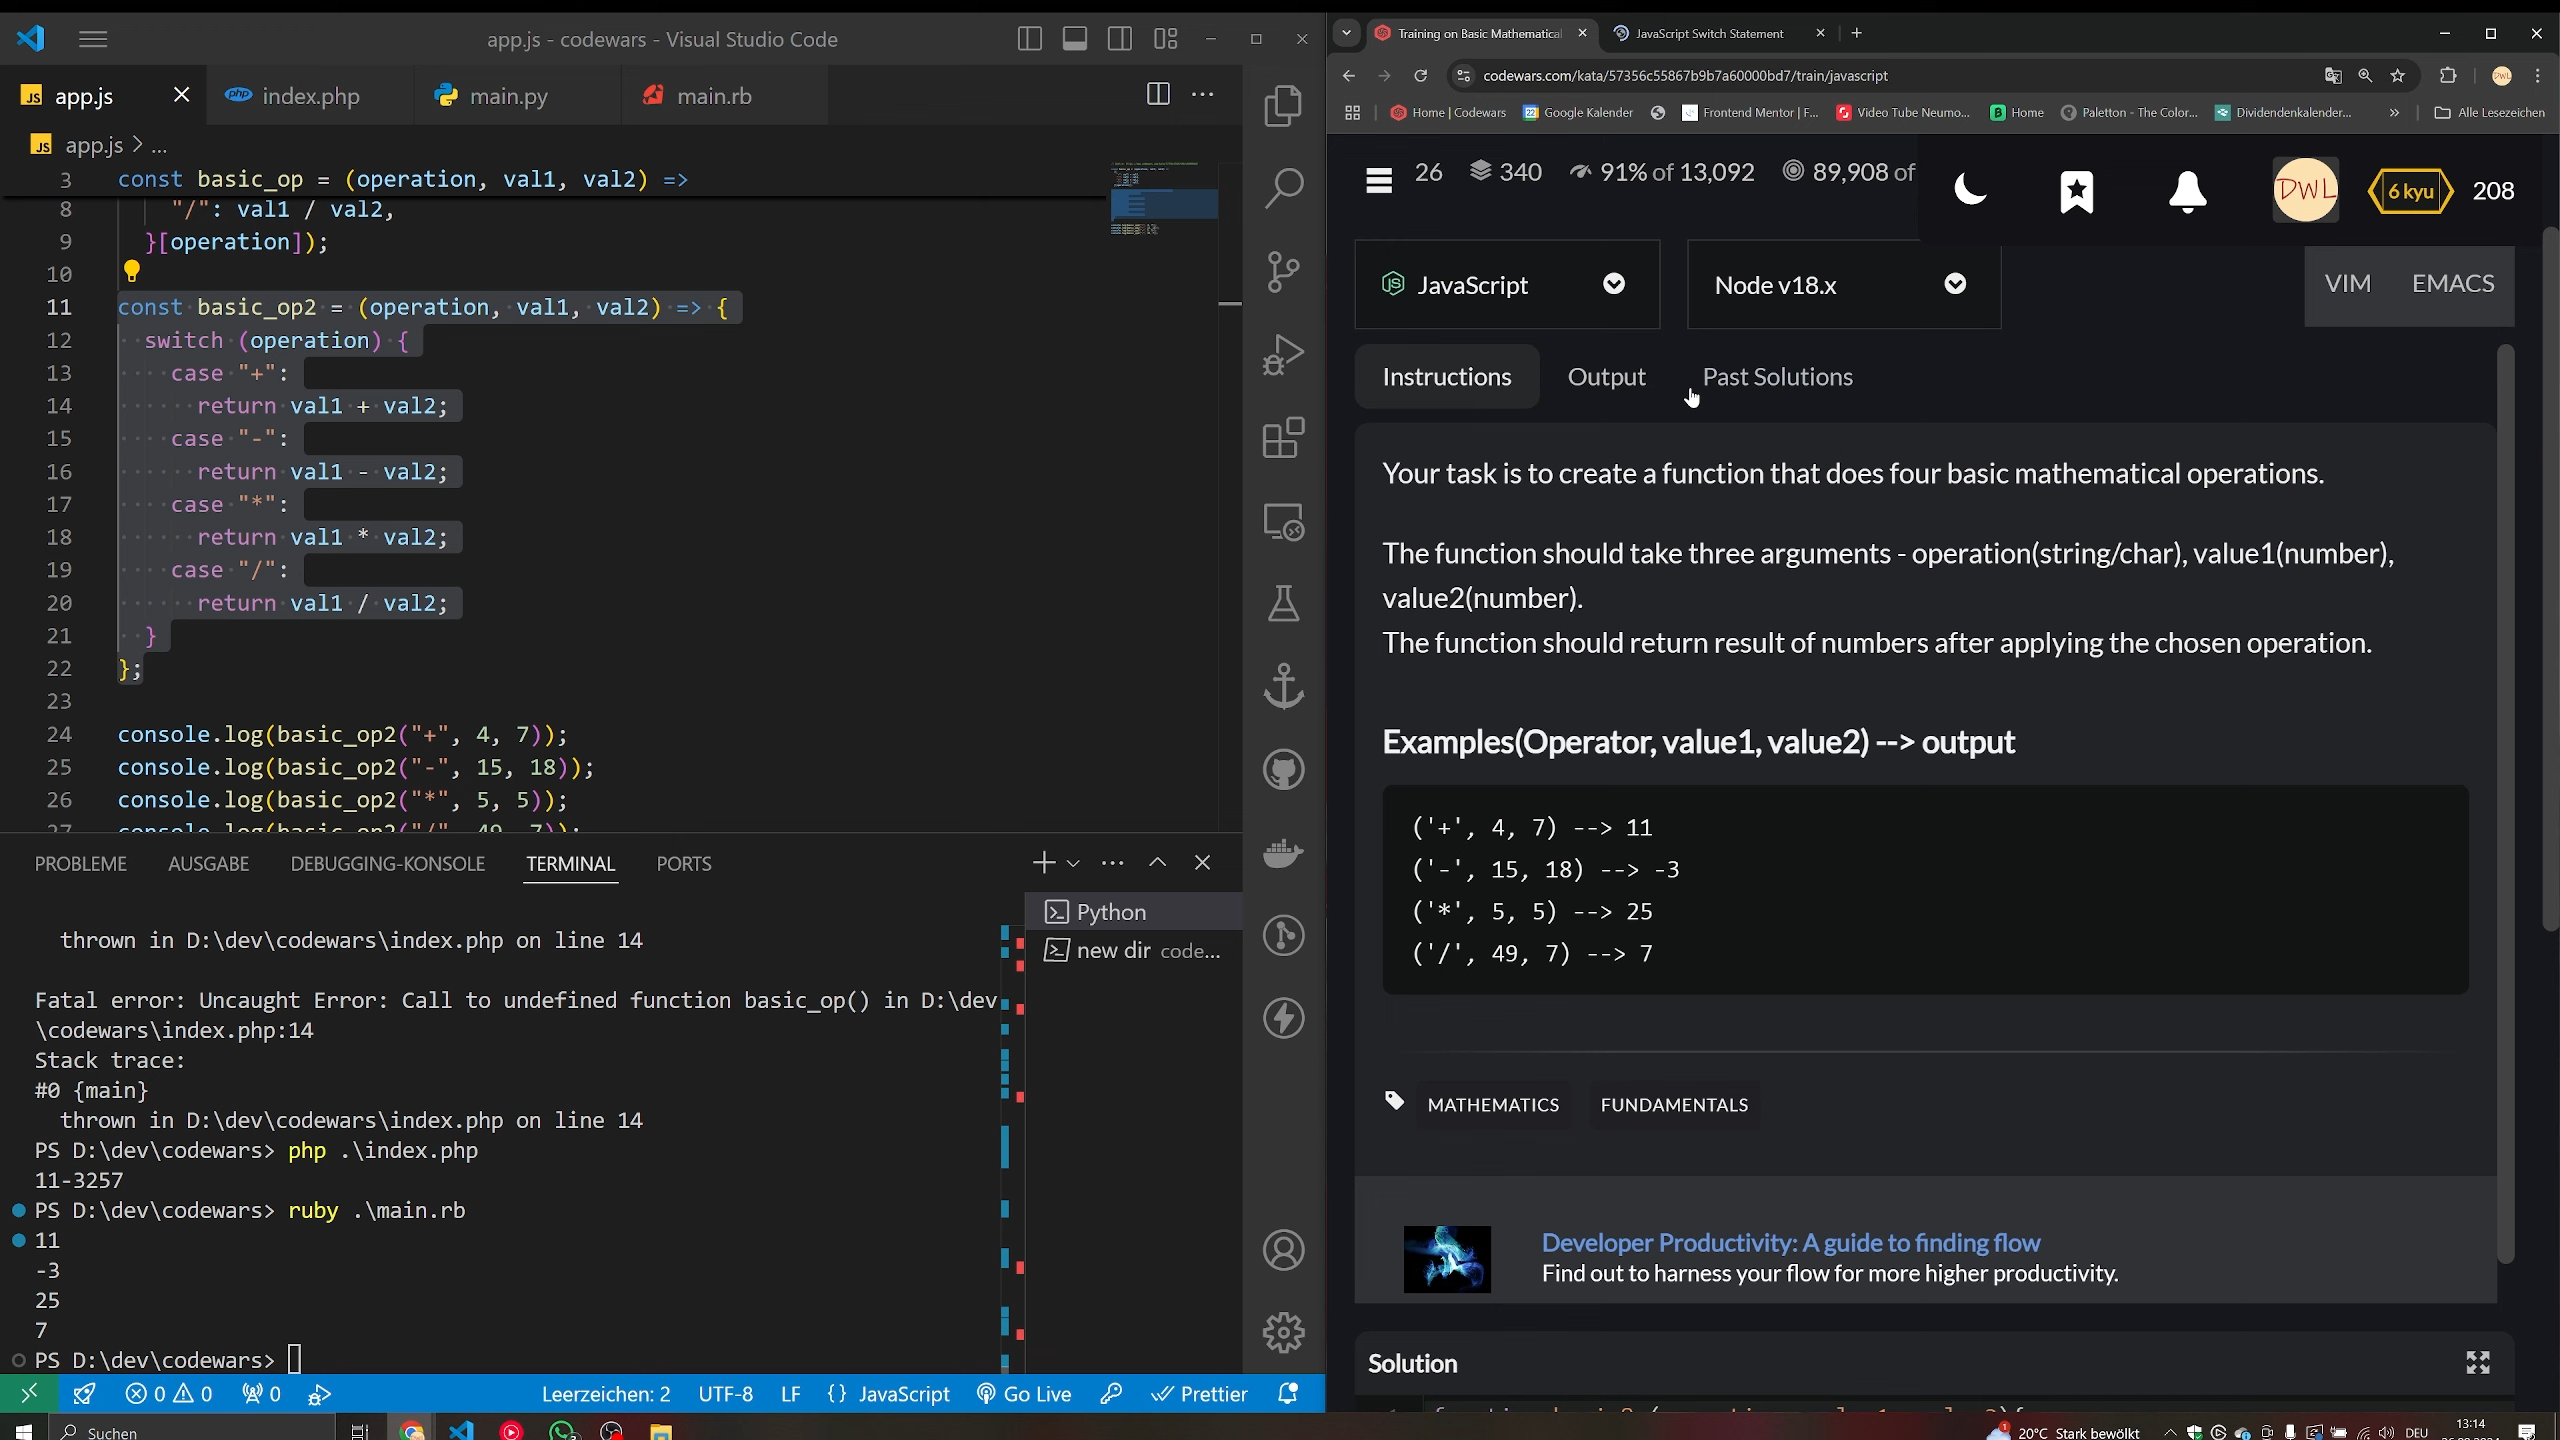 app.js - codewars - Visual Studio Code
JS app.js
php index.php
main.py
main.rb
JS app.js > ...
3 const basic_op = (operation, val1, val2) =>
8 "/": val1 / val2,
9 }[operation]);
10
11 const basic_op2 = (operation, val1, val2) => {
12 switch (operation) {
13 case "+":
14 return val1 + val2;
15 case "-":
16 return val1 - val2;
17 case "*":
18 return val1 * val2;
19 case "/":
20 return val1 / val2;
21 }
22 };
23
24 console.log(basic_op2("+", 4, 7));
25 console.log(basic_op2("-", 15, 18));
26 console.log(basic_op2("*", 5, 5));
27 console.log(basic_op2("/", 49, 7));
PROBLEME AUSGABE DEBUGGING-KONSOLE TERMINAL PORTS
Python
new dir code...
thrown in D:\dev\codewars\index.php on line 14
Fatal error: Uncaught Error: Call to undefined function basic_op() in D:\dev
\codewars\index.php:14
Stack trace:
#0 {main}
thrown in D:\dev\codewars\index.php on line 14
PS D:\dev\codewars> php .\index.php
11-3257
PS D:\dev\codewars> ruby .\main.rb
11
-3
25
7
PS D:\dev\codewars>
0 0 0 Leerzeichen: 2 UTF-8 LF {} JavaScript Go Live Prettier
Suchen
Training on Basic Mathematical
JavaScript Switch Statement
codewars.com/kata/57356c55867b9b7a60000bd7/train/javascript
Home | Codewars
Google Kalender
Frontend Mentor | F...
Video Tube Neumo...
Home
Paletton - The Color...
Dividendenkalender...
»
Alle Lesezeichen
26 340 91% of 13,092 89,908 of
DWL
6 kyu 208
JavaScript
Node v18.x
VIM EMACS
Instructions Output Past Solutions
Your task is to create a function that does four basic mathematical operations.
The function should take three arguments - operation(string/char), value1(number),
value2(number).
The function should return result of numbers after applying the chosen operation.
Examples(Operator, value1, value2) --> output
('+', 4, 7) --> 11
('-', 15, 18) --> -3
('*', 5, 5) --> 25
('/', 49, 7) --> 7
MATHEMATICS FUNDAMENTALS
Developer Productivity: A guide to finding flow
Find out to harness your flow for more higher productivity.
Solution
20°C Stark bewölkt
DEU
13:14